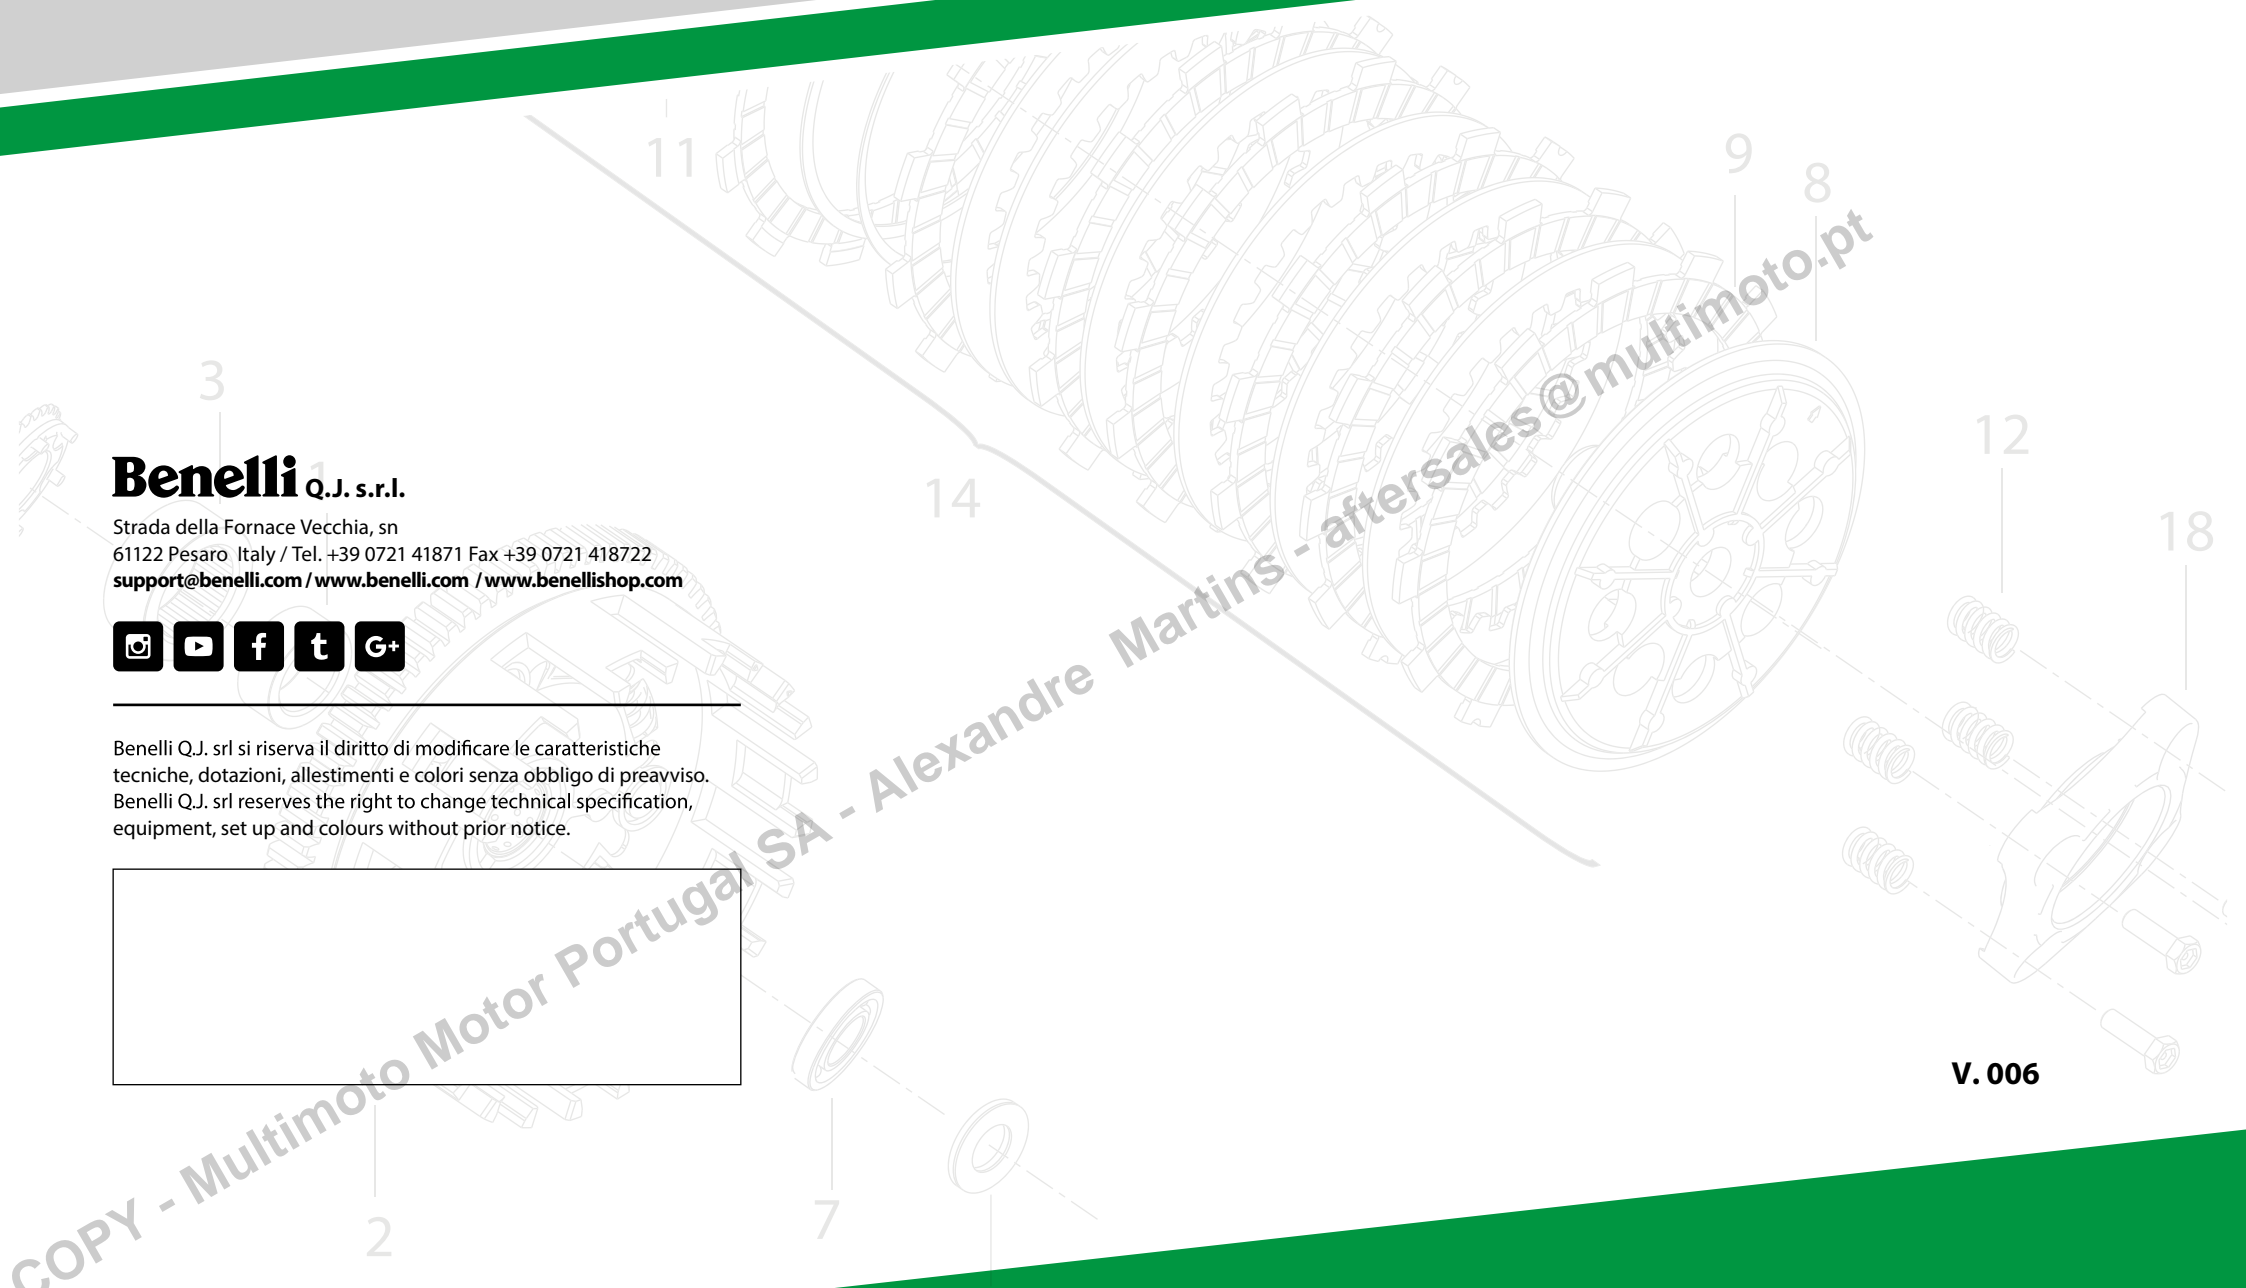 11
9
8
3
12
1
14
18
Benelli Q.J. s.r.l.
Strada della Fornace Vecchia, sn
61122 Pesaro Italy / Tel. +39 0721 41871 Fax +39 0721 418722
support@benelli.com / www.benelli.com / www.benellishop.com
Benelli Q.J. srl si riserva il diritto di modificare le caratteristiche
tecniche, dotazioni, allestimenti e colori senza obbligo di preavviso.
Benelli Q.J. srl reserves the right to change technical specification,
equipment, set up and colours without prior notice.
V. 006
7
2
COPY - Multimoto Motor Portugal SA - Alexandre Martins - aftersales@multimoto.pt